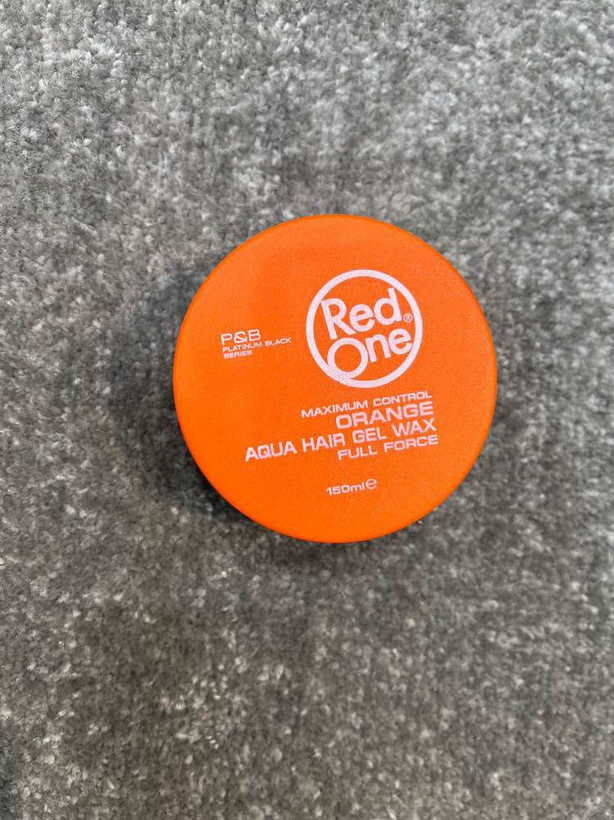 Red
One®
P&B
PLATINUM BLACK
SERIES
MAXIMUM CONTROL
ORANGE
AQUA HAIR GEL WAX
FULL FORCE
150ml℮